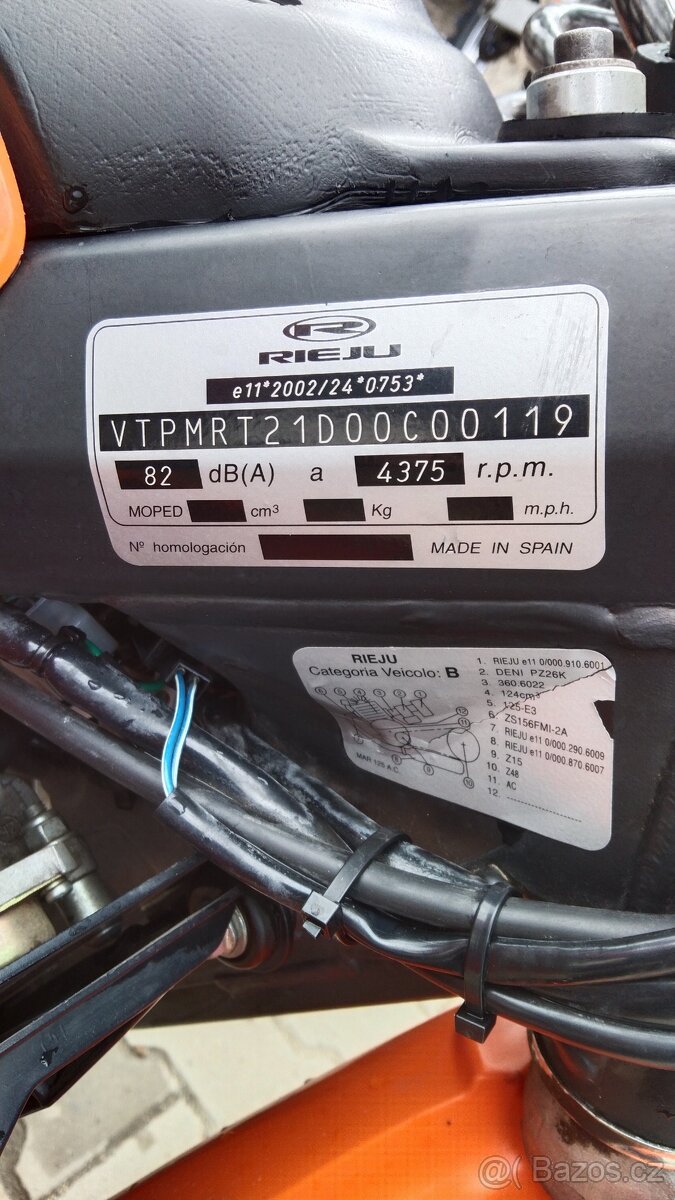 RIEJU
e11*2002/24*0753*
VTPMRT21D00C00119
82 dB(A) a 4375 r.p.m.
MOPED cm³ Kg m.p.h.
Nº homologación MADE IN SPAIN
RIEJU
Categoria Veicolo: B
MAR 125 A.C.
1. RIEJU e11 0/000.910.6001
2. DENI PZ26K
3. 360.6022
4. 124cm³
5. 125-E3
6. ZS156FMI-2A
7. RIEJU e11 0/000.290.6009
8. RIEJU e11 0/000.870.6007
9. Z15
10. Z48
11. AC
12.
Bazos.cz